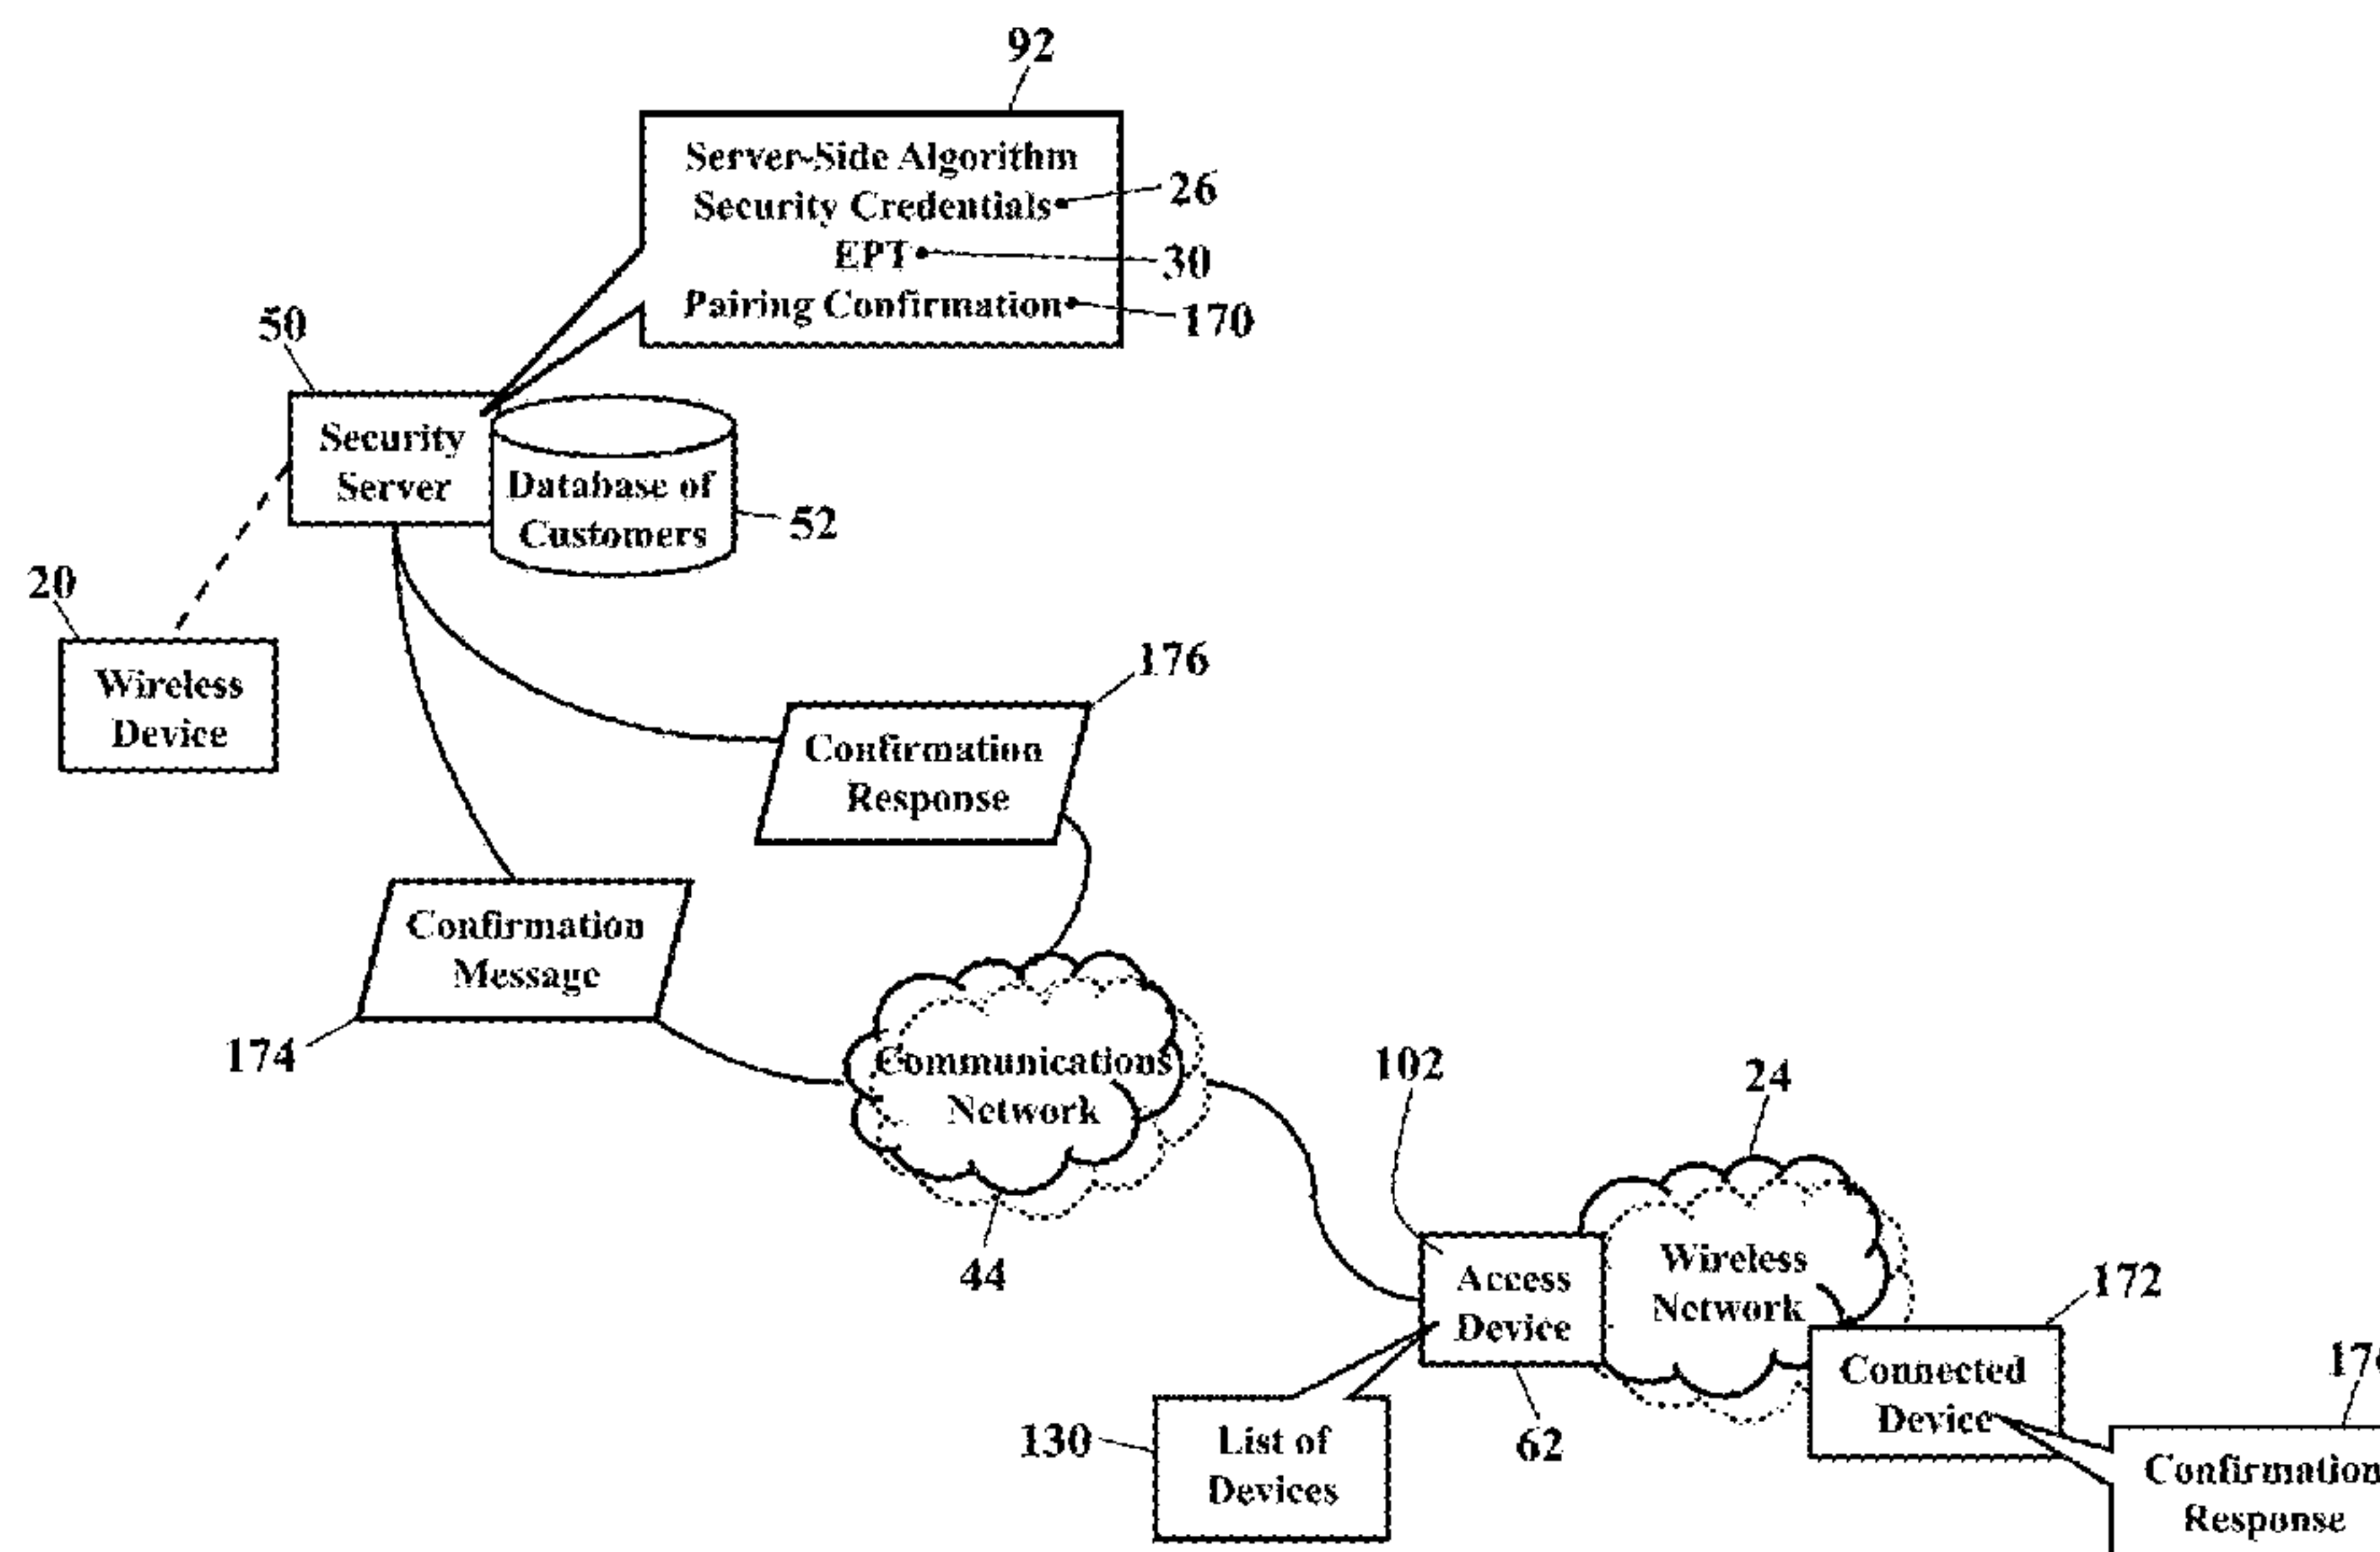 92
Server-Side Algorithm
Security Credentials
26
EPT
30
Pairing Confirmation
170
50
Security
Server
Database of
Customers
52
20
Wireless
Device
176
Confirmation
Response
Confirmation
Message
174
Communications
Network
44
102
24
Access
Device
Wireless
Network
172
62
Connected
Device
130
List of
Devices
Confirmation
Response